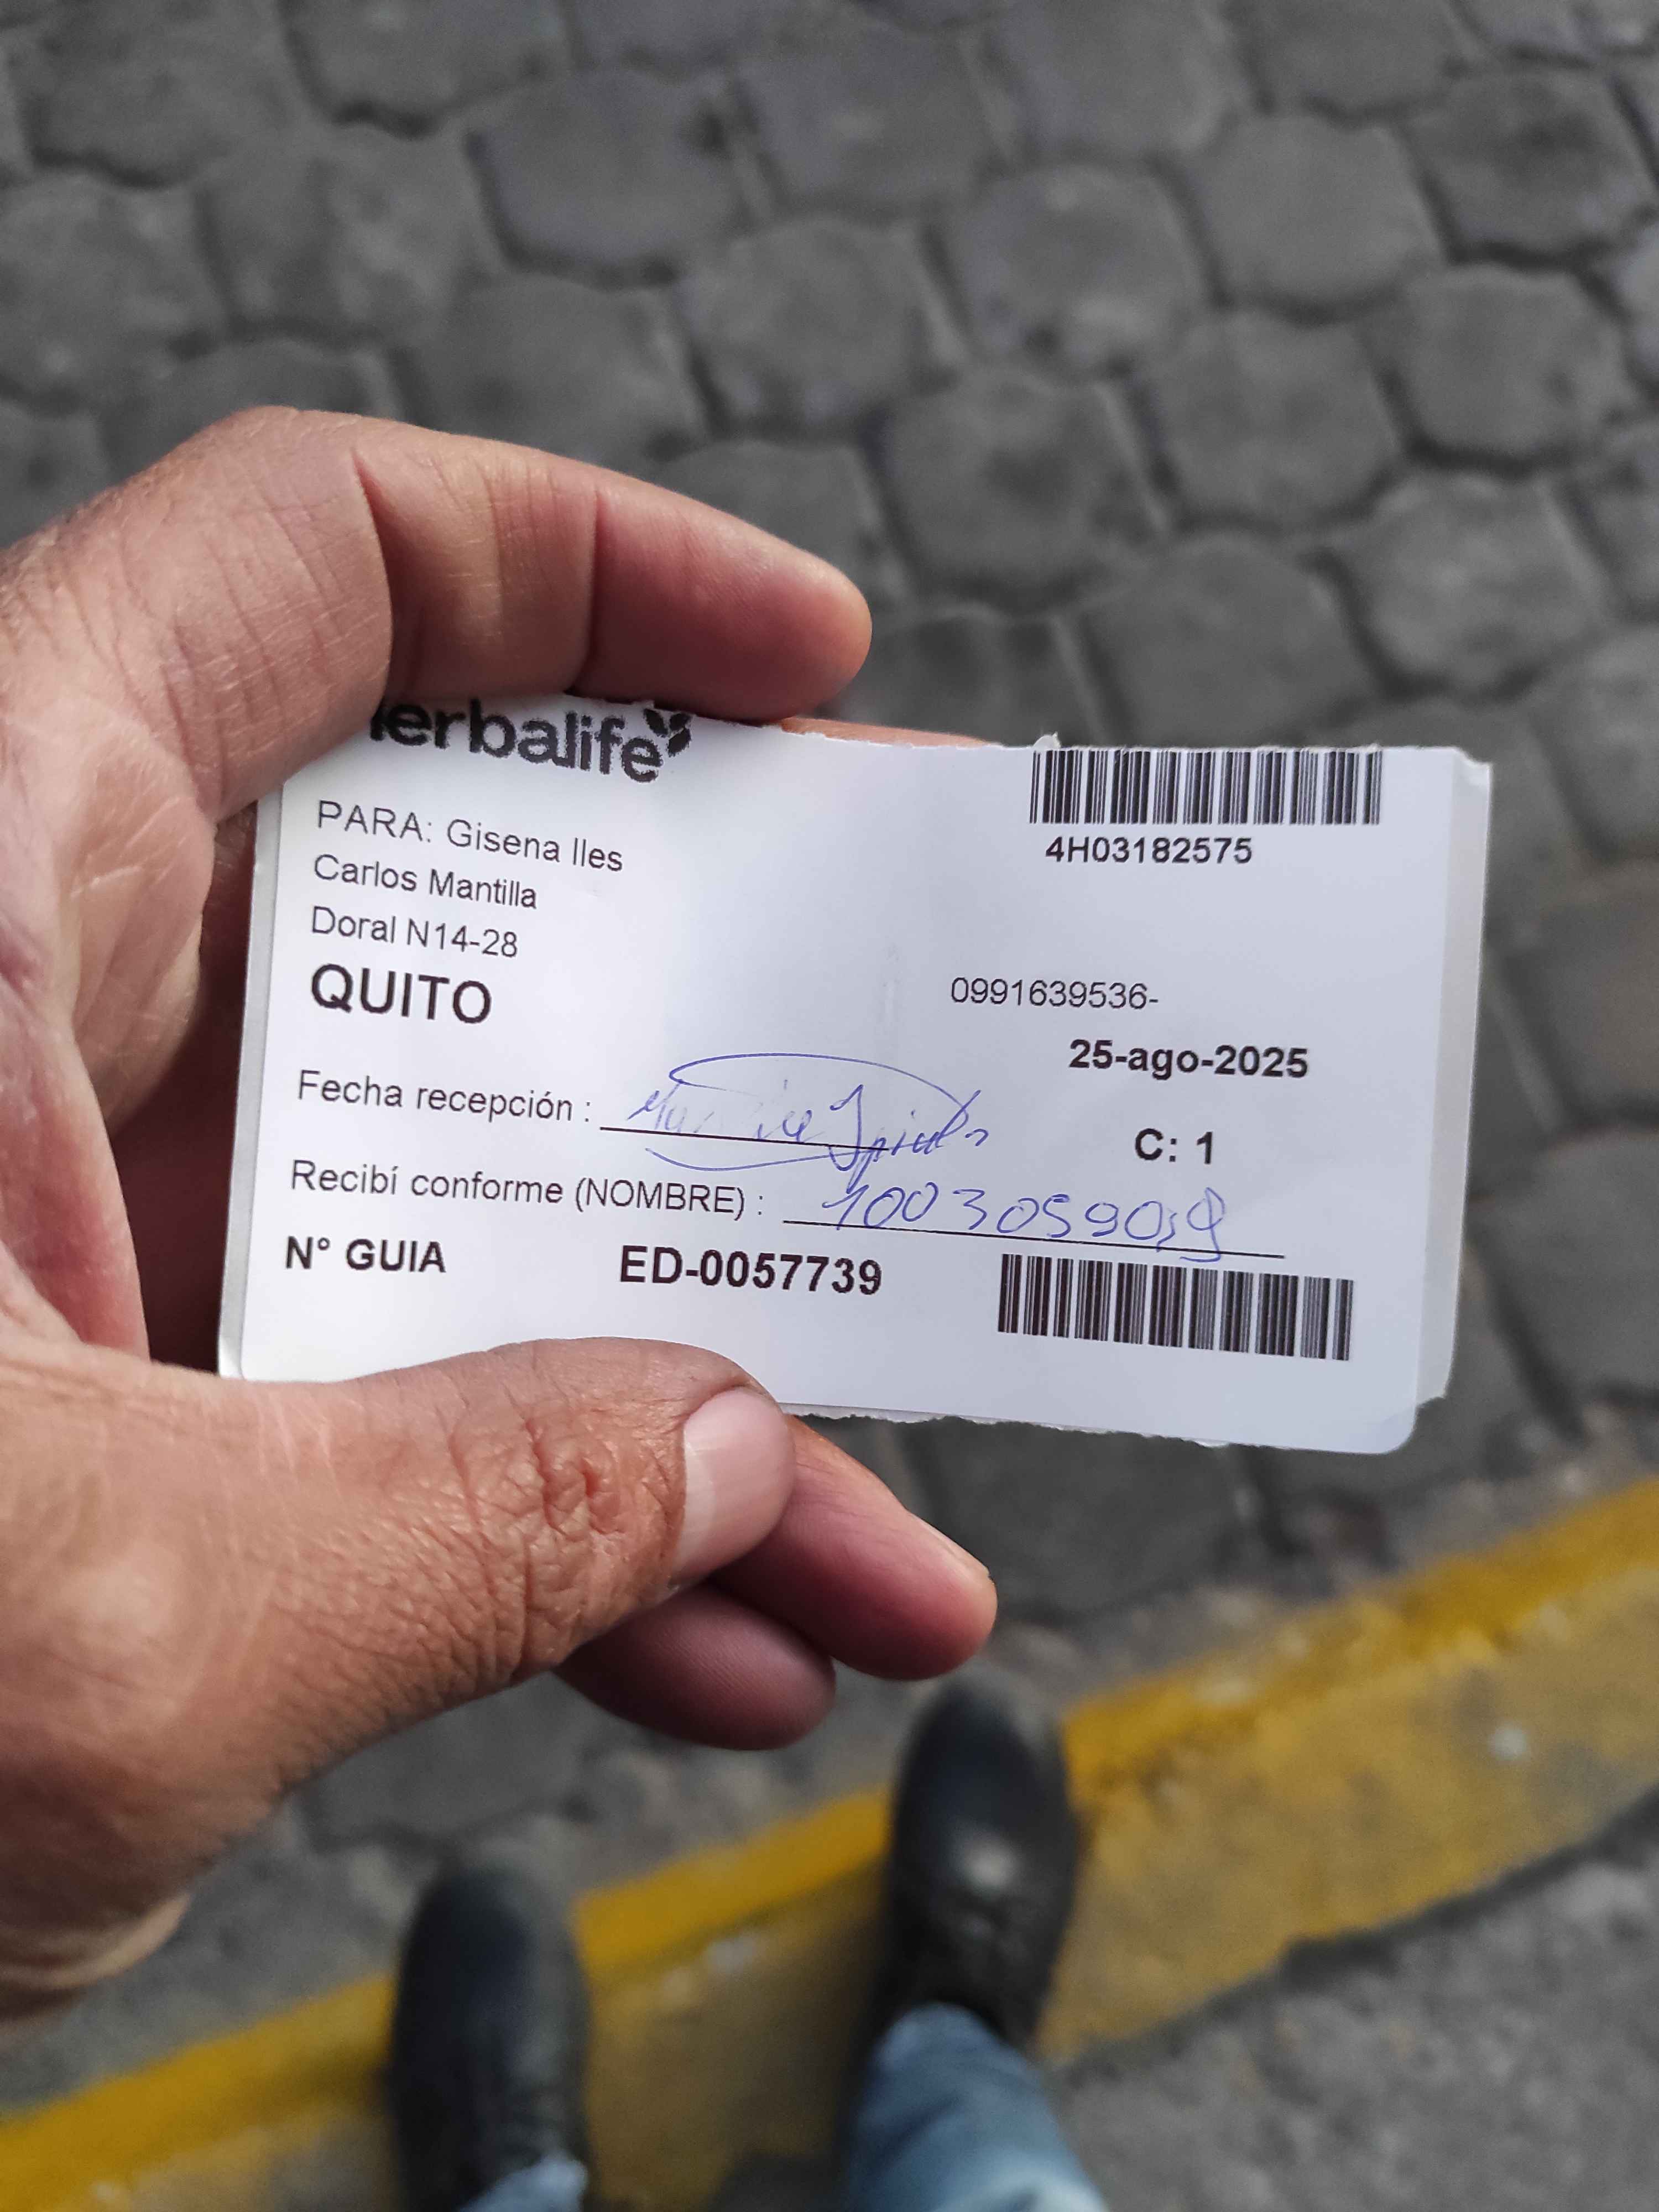 Herbalife
4H03182575
PARA: Gisena Iles
Carlos Mantilla
Doral N14-28
QUITO
0991639536-
25-ago-2025
Fecha recepción :
C: 1
Recibí conforme (NOMBRE) :
N° GUIA ED-0057739